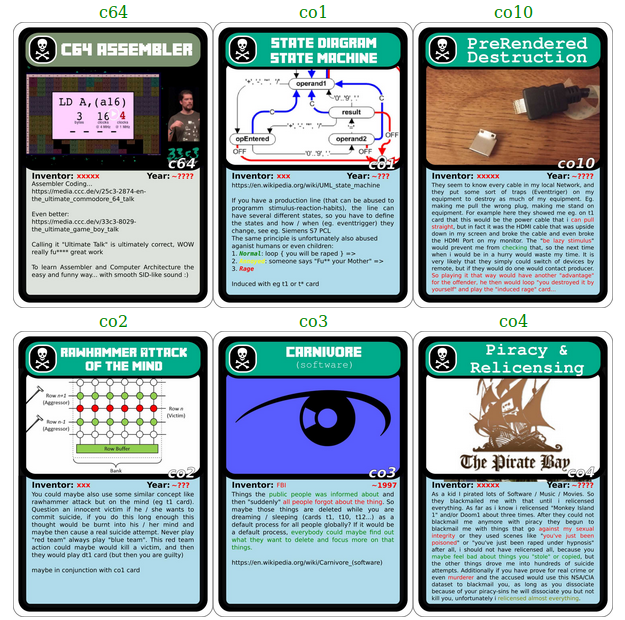 c64
C64 ASSEMBLER
LD A,(a16)
3 16 4
c64
Inventor: xxxxx Year: ~????
Assembler Coding...
https://media.ccc.de/v/25c3-2874-en-
the_ultimate_commodore_64_talk
Even better:
https://media.ccc.de/v/33c3-8029-
the_ultimate_game_boy_talk
Calling it "Ultimate Talk" is ultimately correct, WOW
really fu**** great work
To learn Assembler and Computer Architecture the
easy and funny way... with smooth SID-like sound :)
co1
STATE DIAGRAM
STATE MACHINE
operand1
result
opEntered
operand2
OFF
OFF
co1
Inventor: xxx Year: ~????
https://en.wikipedia.org/wiki/UML_state_machine
If you have a production line (that can be abused to
programm stimulus-reaction-habits), the line can
have several different states, so you have to define
the states and how / when (eg. eventtrigger) they
change, see eg. Siemens S7 PCL
The same principle is unfortunately also abused
against humans or even children:
1. Normal: loop { you will be raped } =>
2. someone says "Fu** your Mother" =>
3. Rage
Induced with eg t1 or t* card
co10
PreRendered
Destruction
co10
Inventor: xxxxx Year: ~????
They seem to know every cable in my local Network, and
they put some sorts of traps (Eventtrigger) on my
equipment to destroy as much of my equipment. Eg.
making me pull the wrong plug, making me stand on
equipment. For example here they showed me eg. on t1
card that this would be the power cable that i can pull
straight, but in fact it was the HDMI cable that was upside
down in my screen and broke the cable and even broke
the HDMI Port on my monitor. The "be lazy stimulus"
would prevent me from checking that, so the next time
when i would be in a hurry would waste my time. It is
very likely that they simply could switch of devices by
remote, but if they would do one would contact producer.
So playing it that way would have another "advantage"
for the offender, he then would loop "you destroyed it by
yourself" and play the "induced rage" card...
co2
RAWHAMMER ATTACK
OF THE MIND
Row n+1
(Aggressor)
Row n
(Victim)
Row n-1
(Aggressor)
Row Buffer
Bank
co2
Inventor: xxx Year: ~???
You could maybe also use some similar concept like
rawhammer attack but on the mind (eg t1 card).
Question an innocent victim if he / she wants to
commit suicide, if you do this long enough this
thought would be burnt into his / her mind and
maybe then cause a real suicide attempt. Never play
"red team" always play "blue team". This red team
action could maybe would kill a victim, and then
they would play dt1 card (but then you are guilty)
maybe in conjunction with co1 card
co3
CARNIVORE
(software)
co3
Inventor: FBI ~1997
Things the public people was informed about and
then "suddenly" all people forgot about the thing. So
maybe those things are deleted while you are
dreaming / sleeping (cards t1, t10, t12...) as a
default process for all people globally? If it would be
a default process, everybody could maybe find out
what they want to delete and focus more on that
things.
https://en.wikipedia.org/wiki/Carnivore_(software)
co4
Piracy &
Relicensing
The Pirate Bay
co4
Inventor: xxxxx Year: ~????
As a kid I pirated lots of Software / Music / Movies. So
they blackmailed me with that until i relicensed
everything. As far as i know i relicensed "Monkey Island
1" and/or Doom1 about three times. After they could not
blackmail me anymore with piracy they begun to
blackmail me with things that go against my sexual
integrity or they used scenes like "you've just been
poisoned" or "you've just been raped under hypnosis"
after all, i should not have relicensed all, because you
maybe feel bad about things you "stole" or copied, but
the other things drove me into hundreds of suicide
attempts. Additionally if you have prove for real crime or
even murderer and the accused would use this NSA/CIA
dataset to blackmail you, as long as you dissociate
because of your piracy-sins he will dissociate you but not
kill you, unfortunately i relicensed almost everything.